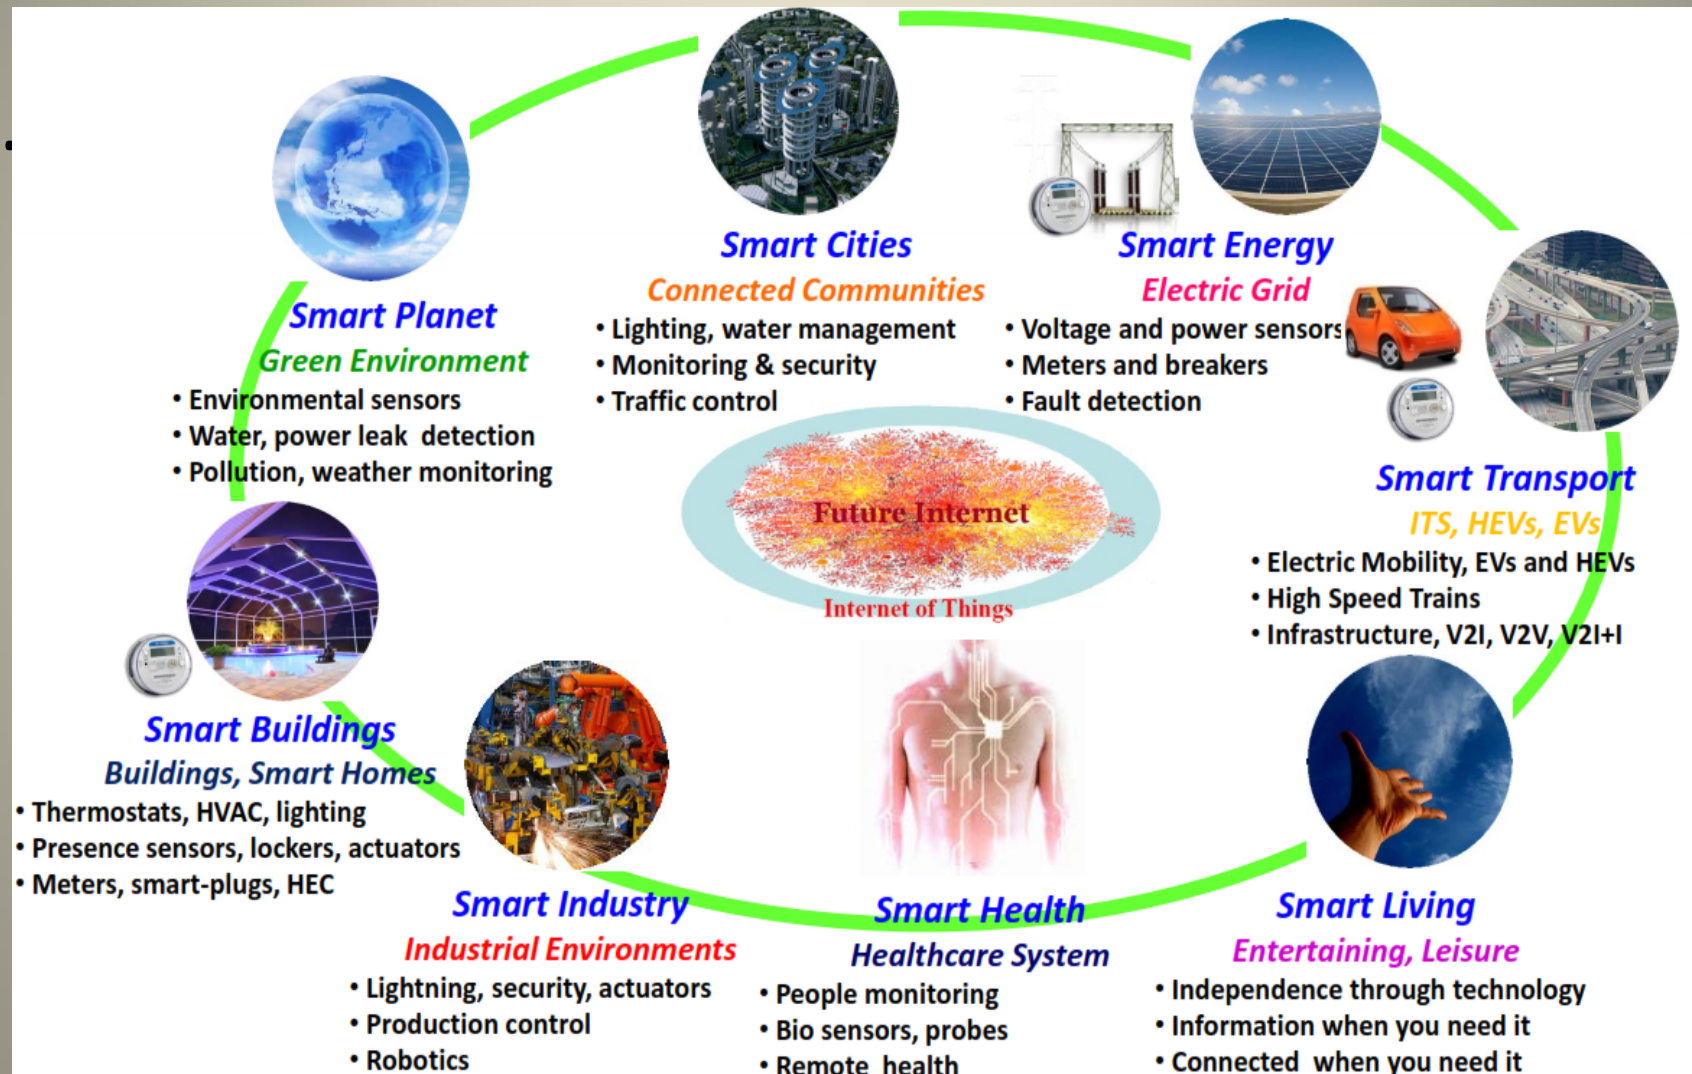 Smart Planet
Green Environment
• Environmental sensors
• Water, power leak detection
• Pollution, weather monitoring
Smart Cities
Connected Communities
• Lighting, water management
• Monitoring & security
• Traffic control
Smart Energy
Electric Grid
• Voltage and power sensors
• Meters and breakers
• Fault detection
Smart Transport
ITS, HEVs, EVs
• Electric Mobility, EVs and HEVs
• High Speed Trains
• Infrastructure, V2I, V2V, V2I+I
Future Internet
Internet of Things
Smart Buildings
Buildings, Smart Homes
• Thermostats, HVAC, lighting
• Presence sensors, lockers, actuators
• Meters, smart-plugs, HEC
Smart Industry
Industrial Environments
• Lightning, security, actuators
• Production control
• Robotics
Smart Health
Healthcare System
• People monitoring
• Bio sensors, probes
• Remote health
Smart Living
Entertaining, Leisure
• Independence through technology
• Information when you need it
• Connected when you need it